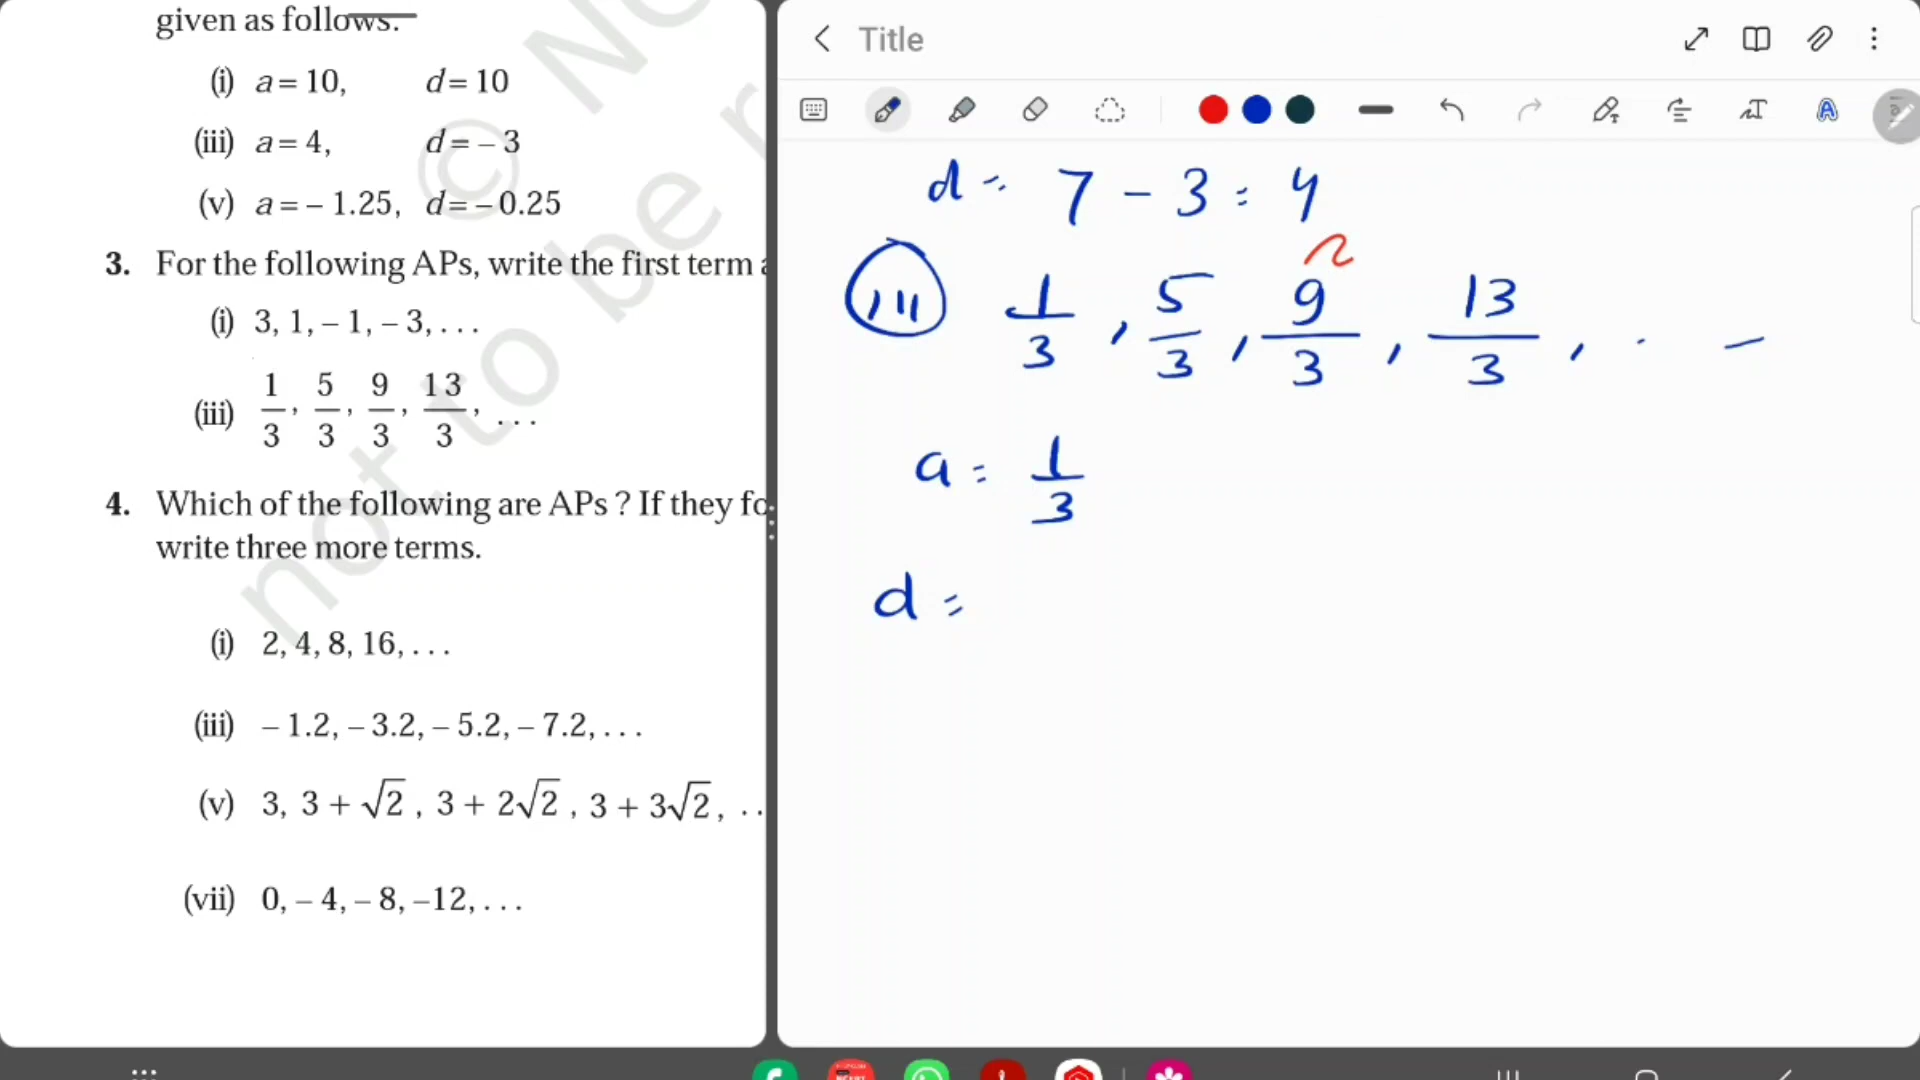 given as follows.
(i) a = 10, d = 10
(iii) a = 4, d = – 3
(v) a = – 1.25, d = – 0.25
3. For the following APs, write the first term
(i) 3, 1, – 1, – 3, . . .
(iii) 1/3, 5/3, 9/3, 13/3, . . .
4. Which of the following are APs ? If they fo
write three more terms.
(i) 2, 4, 8, 16, . . .
(iii) – 1.2, – 3.2, – 5.2, – 7.2, . . .
(v) 3, 3 + √2, 3 + 2√2, 3 + 3√2, . .
(vii) 0, – 4, – 8, –12, . . .
not to be r
© N
Title
d = 7 - 3 = 4
(iii) 1/3, 5/3, 9/3, 13/3, . –
a = 1/3
d =